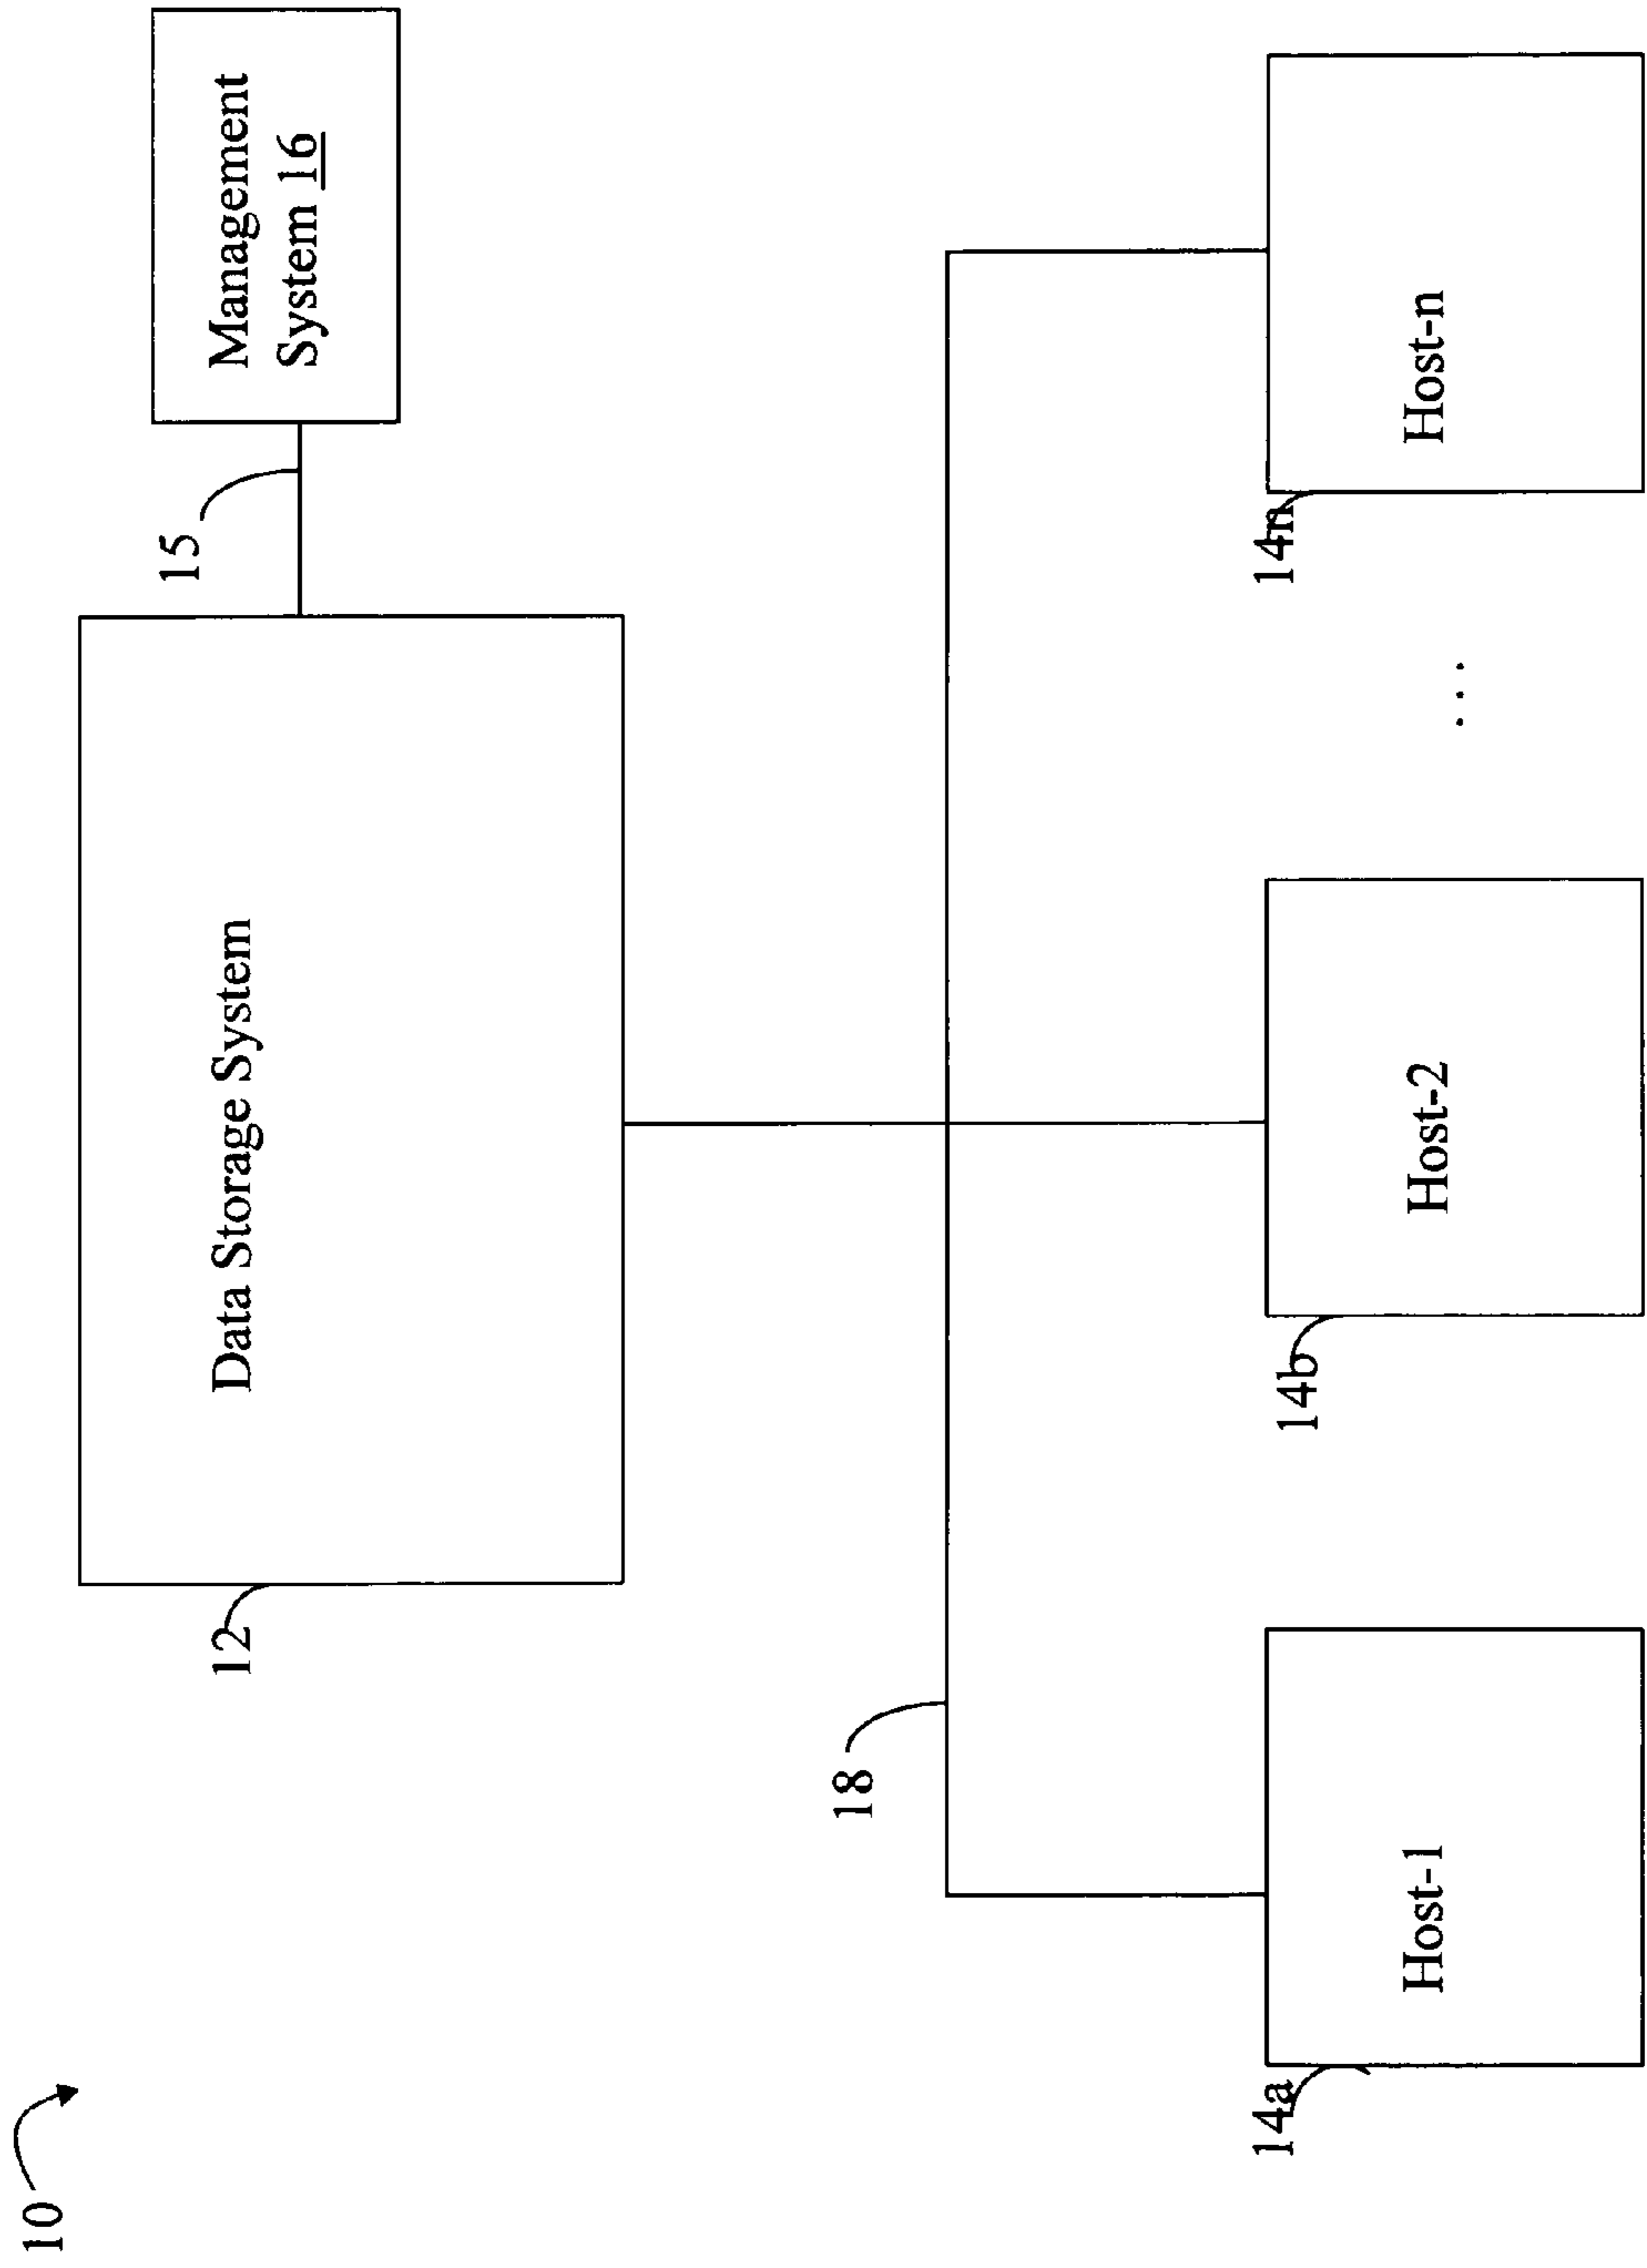 10
12
Data Storage System
15
Management
System 16
18
14a
Host-1
14b
Host-2
...
14n
Host-n